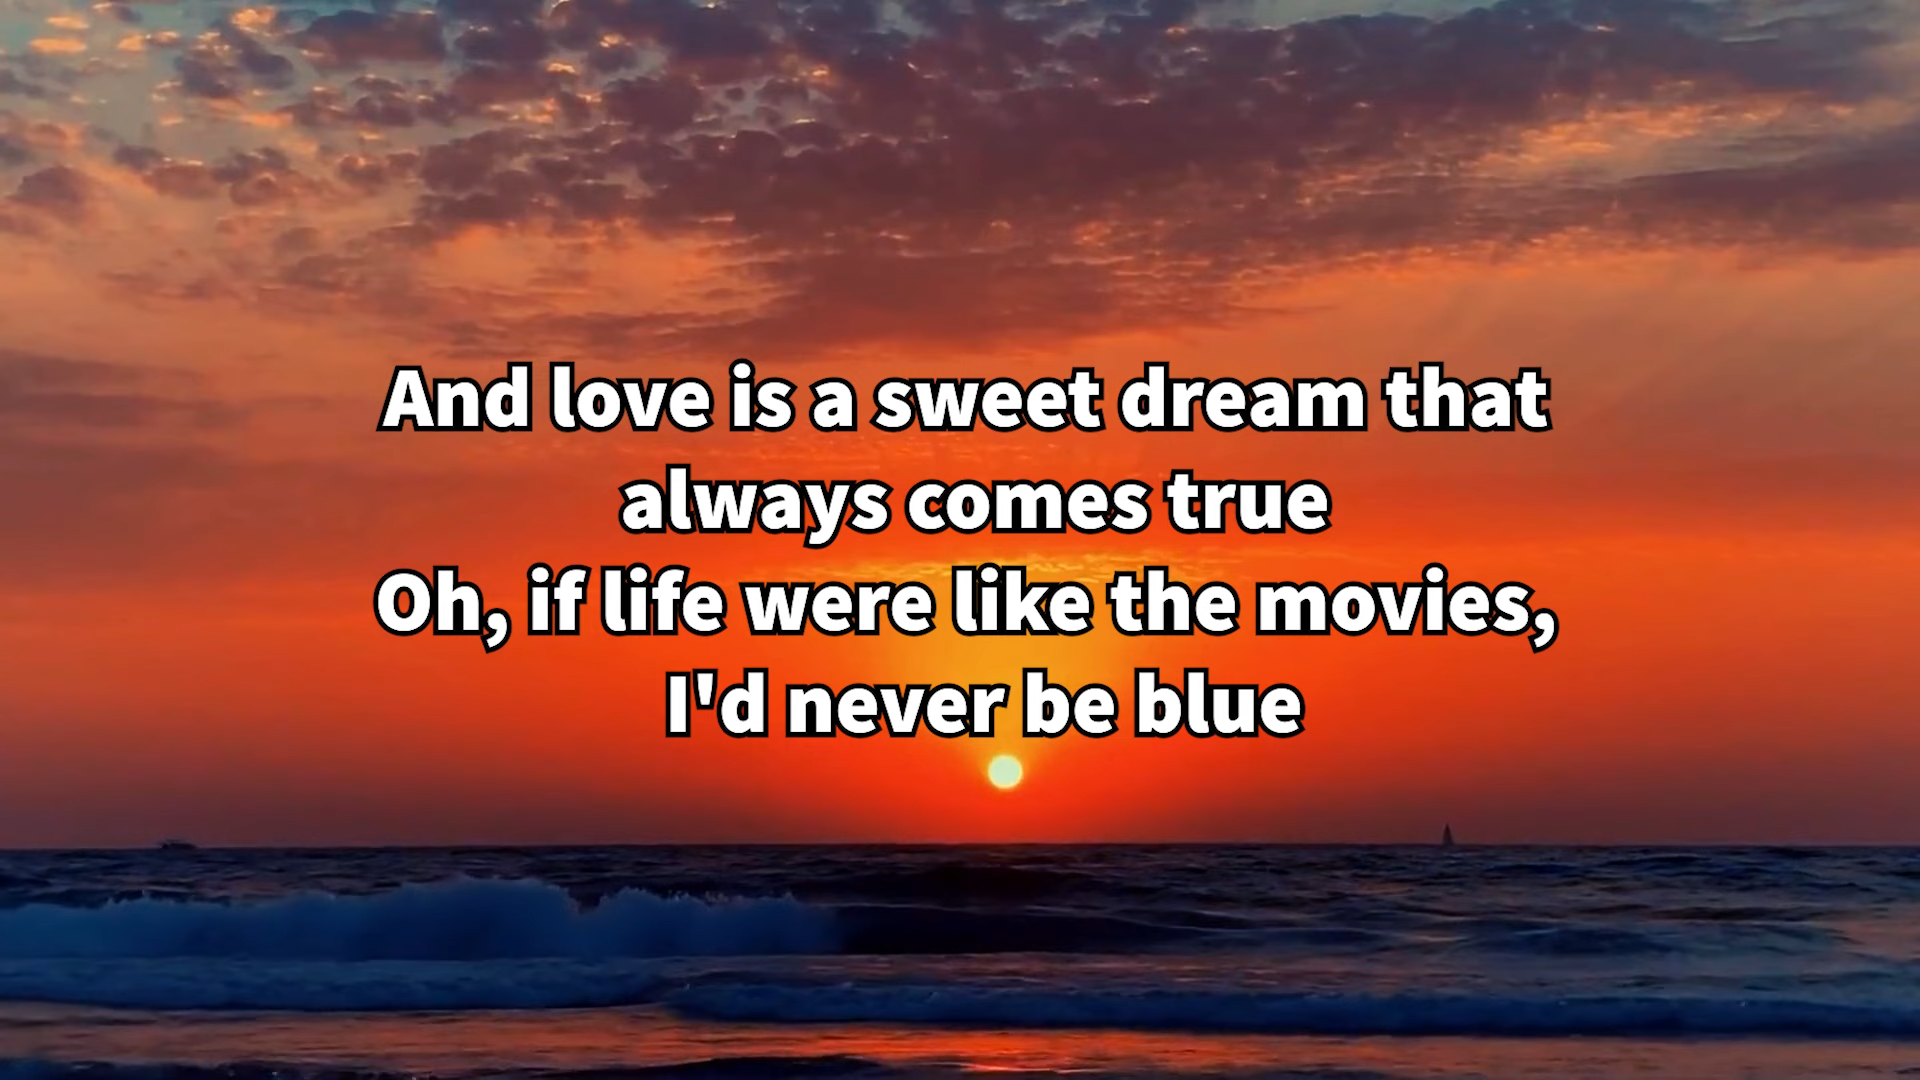 And love is a sweet dream that
always comes true
Oh, if life were like the movies,
I'd never be blue